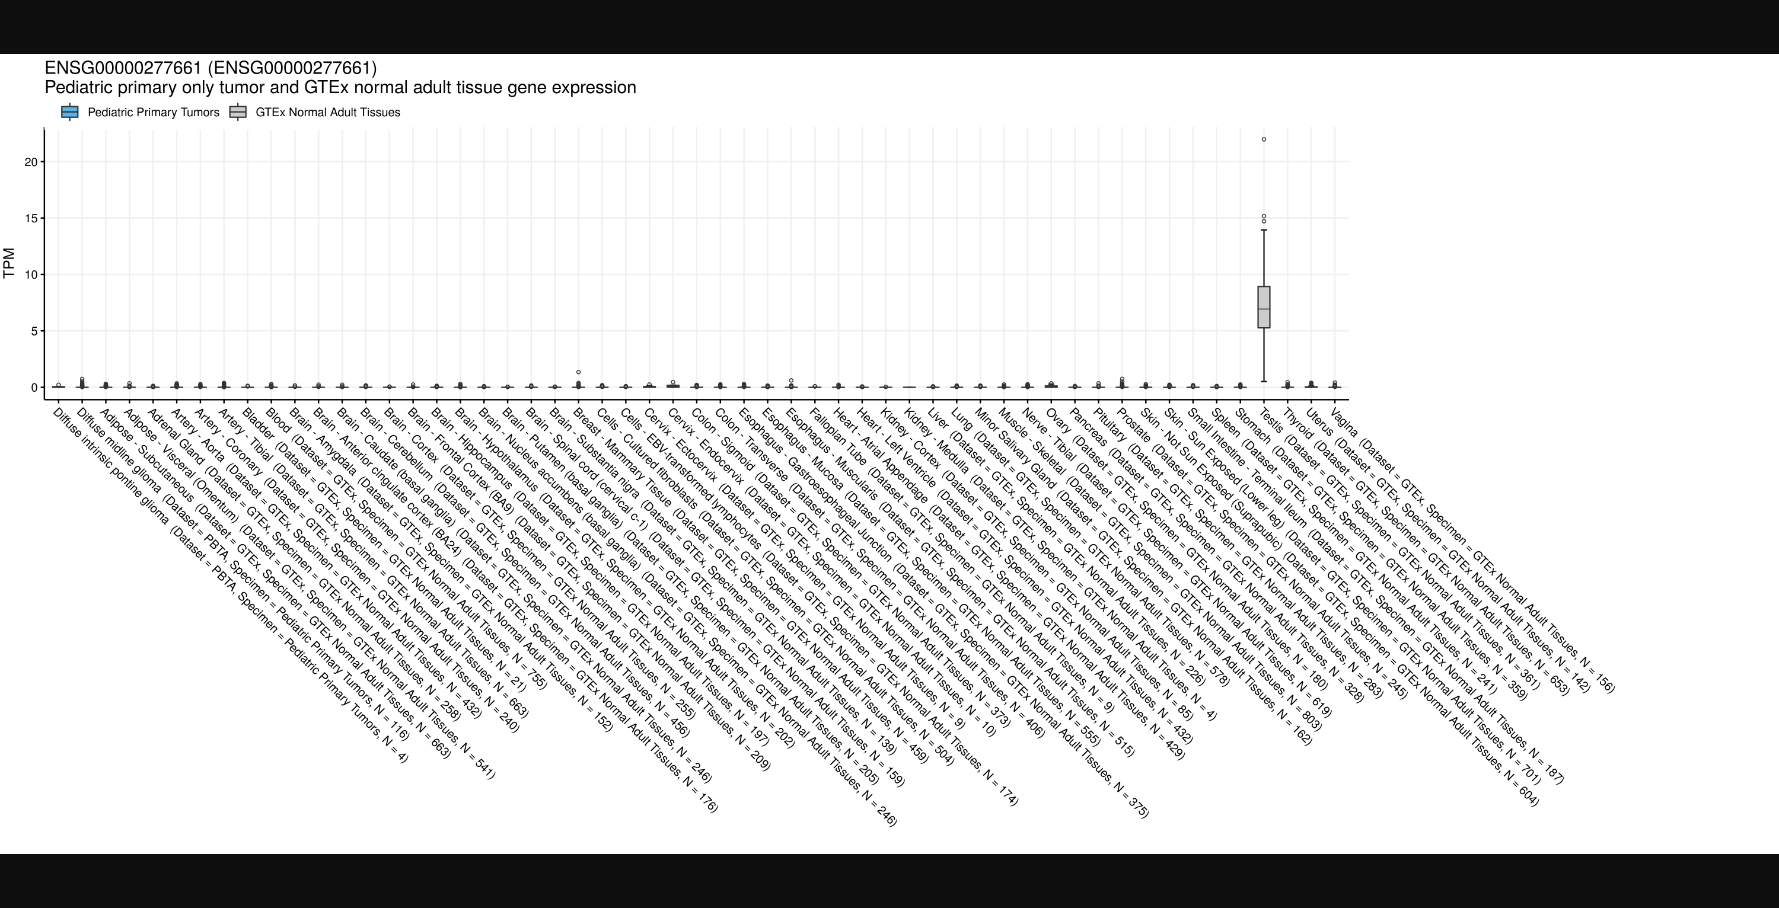 ENSG00000277661 (ENSG00000277661)
Pediatric primary only tumor and GTEx normal adult tissue gene expression
Pediatric Primary Tumors
GTEx Normal Adult Tissues
TPM
20
15
10
5
0
Diffuse intrinsic pontine glioma (Dataset = PBTA, Specimen = Pediatric Primary Tumors, N = 4)
Diffuse midline glioma (Dataset = PBTA, Specimen = Pediatric Primary Tumors, N = 116)
Adipose - Subcutaneous (Dataset = GTEx, Specimen = GTEx Normal Adult Tissues, N = 663)
Adipose - Visceral (Omentum) (Dataset = GTEx, Specimen = GTEx Normal Adult Tissues, N = 541)
Adrenal Gland (Dataset = GTEx, Specimen = GTEx Normal Adult Tissues, N = 258)
Artery - Aorta (Dataset = GTEx, Specimen = GTEx Normal Adult Tissues, N = 432)
Artery - Coronary (Dataset = GTEx, Specimen = GTEx Normal Adult Tissues, N = 240)
Artery - Tibial (Dataset = GTEx, Specimen = GTEx Normal Adult Tissues, N = 663)
Bladder (Dataset = GTEx, Specimen = GTEx Normal Adult Tissues, N = 21)
Blood (Dataset = GTEx, Specimen = GTEx Normal Adult Tissues, N = 755)
Brain - Amygdala (Dataset = GTEx, Specimen = GTEx Normal Adult Tissues, N = 152)
Brain - Anterior cingulate cortex (BA24) (Dataset = GTEx, Specimen = GTEx Normal Adult Tissues, N = 176)
Brain - Caudate (basal ganglia) (Dataset = GTEx, Specimen = GTEx Normal Adult Tissues, N = 246)
Brain - Cerebellum (Dataset = GTEx, Specimen = GTEx Normal Adult Tissues, N = 456)
Brain - Cortex (Dataset = GTEx, Specimen = GTEx Normal Adult Tissues, N = 255)
Brain - Frontal Cortex (BA9) (Dataset = GTEx, Specimen = GTEx Normal Adult Tissues, N = 209)
Brain - Hippocampus (Dataset = GTEx, Specimen = GTEx Normal Adult Tissues, N = 197)
Brain - Hypothalamus (Dataset = GTEx, Specimen = GTEx Normal Adult Tissues, N = 202)
Brain - Nucleus accumbens (basal ganglia) (Dataset = GTEx, Specimen = GTEx Normal Adult Tissues, N = 246)
Brain - Putamen (basal ganglia) (Dataset = GTEx, Specimen = GTEx Normal Adult Tissues, N = 205)
Brain - Spinal cord (cervical c-1) (Dataset = GTEx, Specimen = GTEx Normal Adult Tissues, N = 159)
Brain - Substantia nigra (Dataset = GTEx, Specimen = GTEx Normal Adult Tissues, N = 139)
Breast - Mammary Tissue (Dataset = GTEx, Specimen = GTEx Normal Adult Tissues, N = 459)
Cells - Cultured fibroblasts (Dataset = GTEx, Specimen = GTEx Normal Adult Tissues, N = 504)
Cells - EBV-transformed lymphocytes (Dataset = GTEx, Specimen = GTEx Normal Adult Tissues, N = 174)
Cervix - Ectocervix (Dataset = GTEx, Specimen = GTEx Normal Adult Tissues, N = 9)
Cervix - Endocervix (Dataset = GTEx, Specimen = GTEx Normal Adult Tissues, N = 10)
Colon - Sigmoid (Dataset = GTEx, Specimen = GTEx Normal Adult Tissues, N = 373)
Colon - Transverse (Dataset = GTEx, Specimen = GTEx Normal Adult Tissues, N = 406)
Esophagus - Gastroesophageal Junction (Dataset = GTEx, Specimen = GTEx Normal Adult Tissues, N = 375)
Esophagus - Mucosa (Dataset = GTEx, Specimen = GTEx Normal Adult Tissues, N = 555)
Esophagus - Muscularis (Dataset = GTEx, Specimen = GTEx Normal Adult Tissues, N = 515)
Fallopian Tube (Dataset = GTEx, Specimen = GTEx Normal Adult Tissues, N = 9)
Heart - Atrial Appendage (Dataset = GTEx, Specimen = GTEx Normal Adult Tissues, N = 429)
Heart - Left Ventricle (Dataset = GTEx, Specimen = GTEx Normal Adult Tissues, N = 432)
Kidney - Cortex (Dataset = GTEx, Specimen = GTEx Normal Adult Tissues, N = 85)
Kidney - Medulla (Dataset = GTEx, Specimen = GTEx Normal Adult Tissues, N = 4)
Liver (Dataset = GTEx, Specimen = GTEx Normal Adult Tissues, N = 226)
Lung (Dataset = GTEx, Specimen = GTEx Normal Adult Tissues, N = 578)
Minor Salivary Gland (Dataset = GTEx, Specimen = GTEx Normal Adult Tissues, N = 162)
Muscle - Skeletal (Dataset = GTEx, Specimen = GTEx Normal Adult Tissues, N = 803)
Nerve - Tibial (Dataset = GTEx, Specimen = GTEx Normal Adult Tissues, N = 619)
Ovary (Dataset = GTEx, Specimen = GTEx Normal Adult Tissues, N = 180)
Pancreas (Dataset = GTEx, Specimen = GTEx Normal Adult Tissues, N = 328)
Pituitary (Dataset = GTEx, Specimen = GTEx Normal Adult Tissues, N = 283)
Prostate (Dataset = GTEx, Specimen = GTEx Normal Adult Tissues, N = 245)
Skin - Not Sun Exposed (Suprapubic) (Dataset = GTEx, Specimen = GTEx Normal Adult Tissues, N = 604)
Skin - Sun Exposed (Lower leg) (Dataset = GTEx, Specimen = GTEx Normal Adult Tissues, N = 701)
Small Intestine - Terminal Ileum (Dataset = GTEx, Specimen = GTEx Normal Adult Tissues, N = 187)
Spleen (Dataset = GTEx, Specimen = GTEx Normal Adult Tissues, N = 241)
Stomach (Dataset = GTEx, Specimen = GTEx Normal Adult Tissues, N = 359)
Testis (Dataset = GTEx, Specimen = GTEx Normal Adult Tissues, N = 361)
Thyroid (Dataset = GTEx, Specimen = GTEx Normal Adult Tissues, N = 653)
Uterus (Dataset = GTEx, Specimen = GTEx Normal Adult Tissues, N = 142)
Vagina (Dataset = GTEx, Specimen = GTEx Normal Adult Tissues, N = 156)